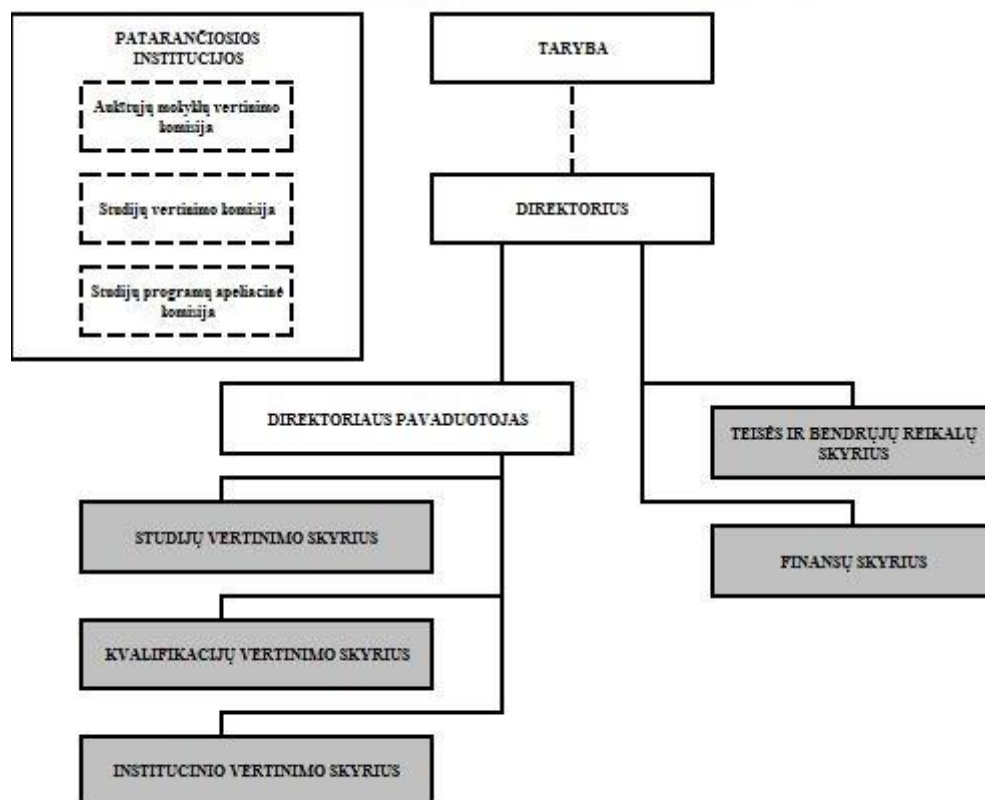 PATARANČIOSIOS
INSTITUCIJOS
Aukštųjų mokyklų vertinimo
komisija
Studijų vertinimo komisija
Studijų programų apeliacinė
komisija
TARYBA
DIREKTORIUS
DIREKTORIAUS PAVADUOTOJAS
STUDIJŲ VERTINIMO SKYRIUS
KVALIFIKACIJŲ VERTINIMO SKYRIUS
INSTITUCINIO VERTINIMO SKYRIUS
TEISĖS IR BENDRŲJŲ REIKALŲ
SKYRIUS
FINANSŲ SKYRIUS